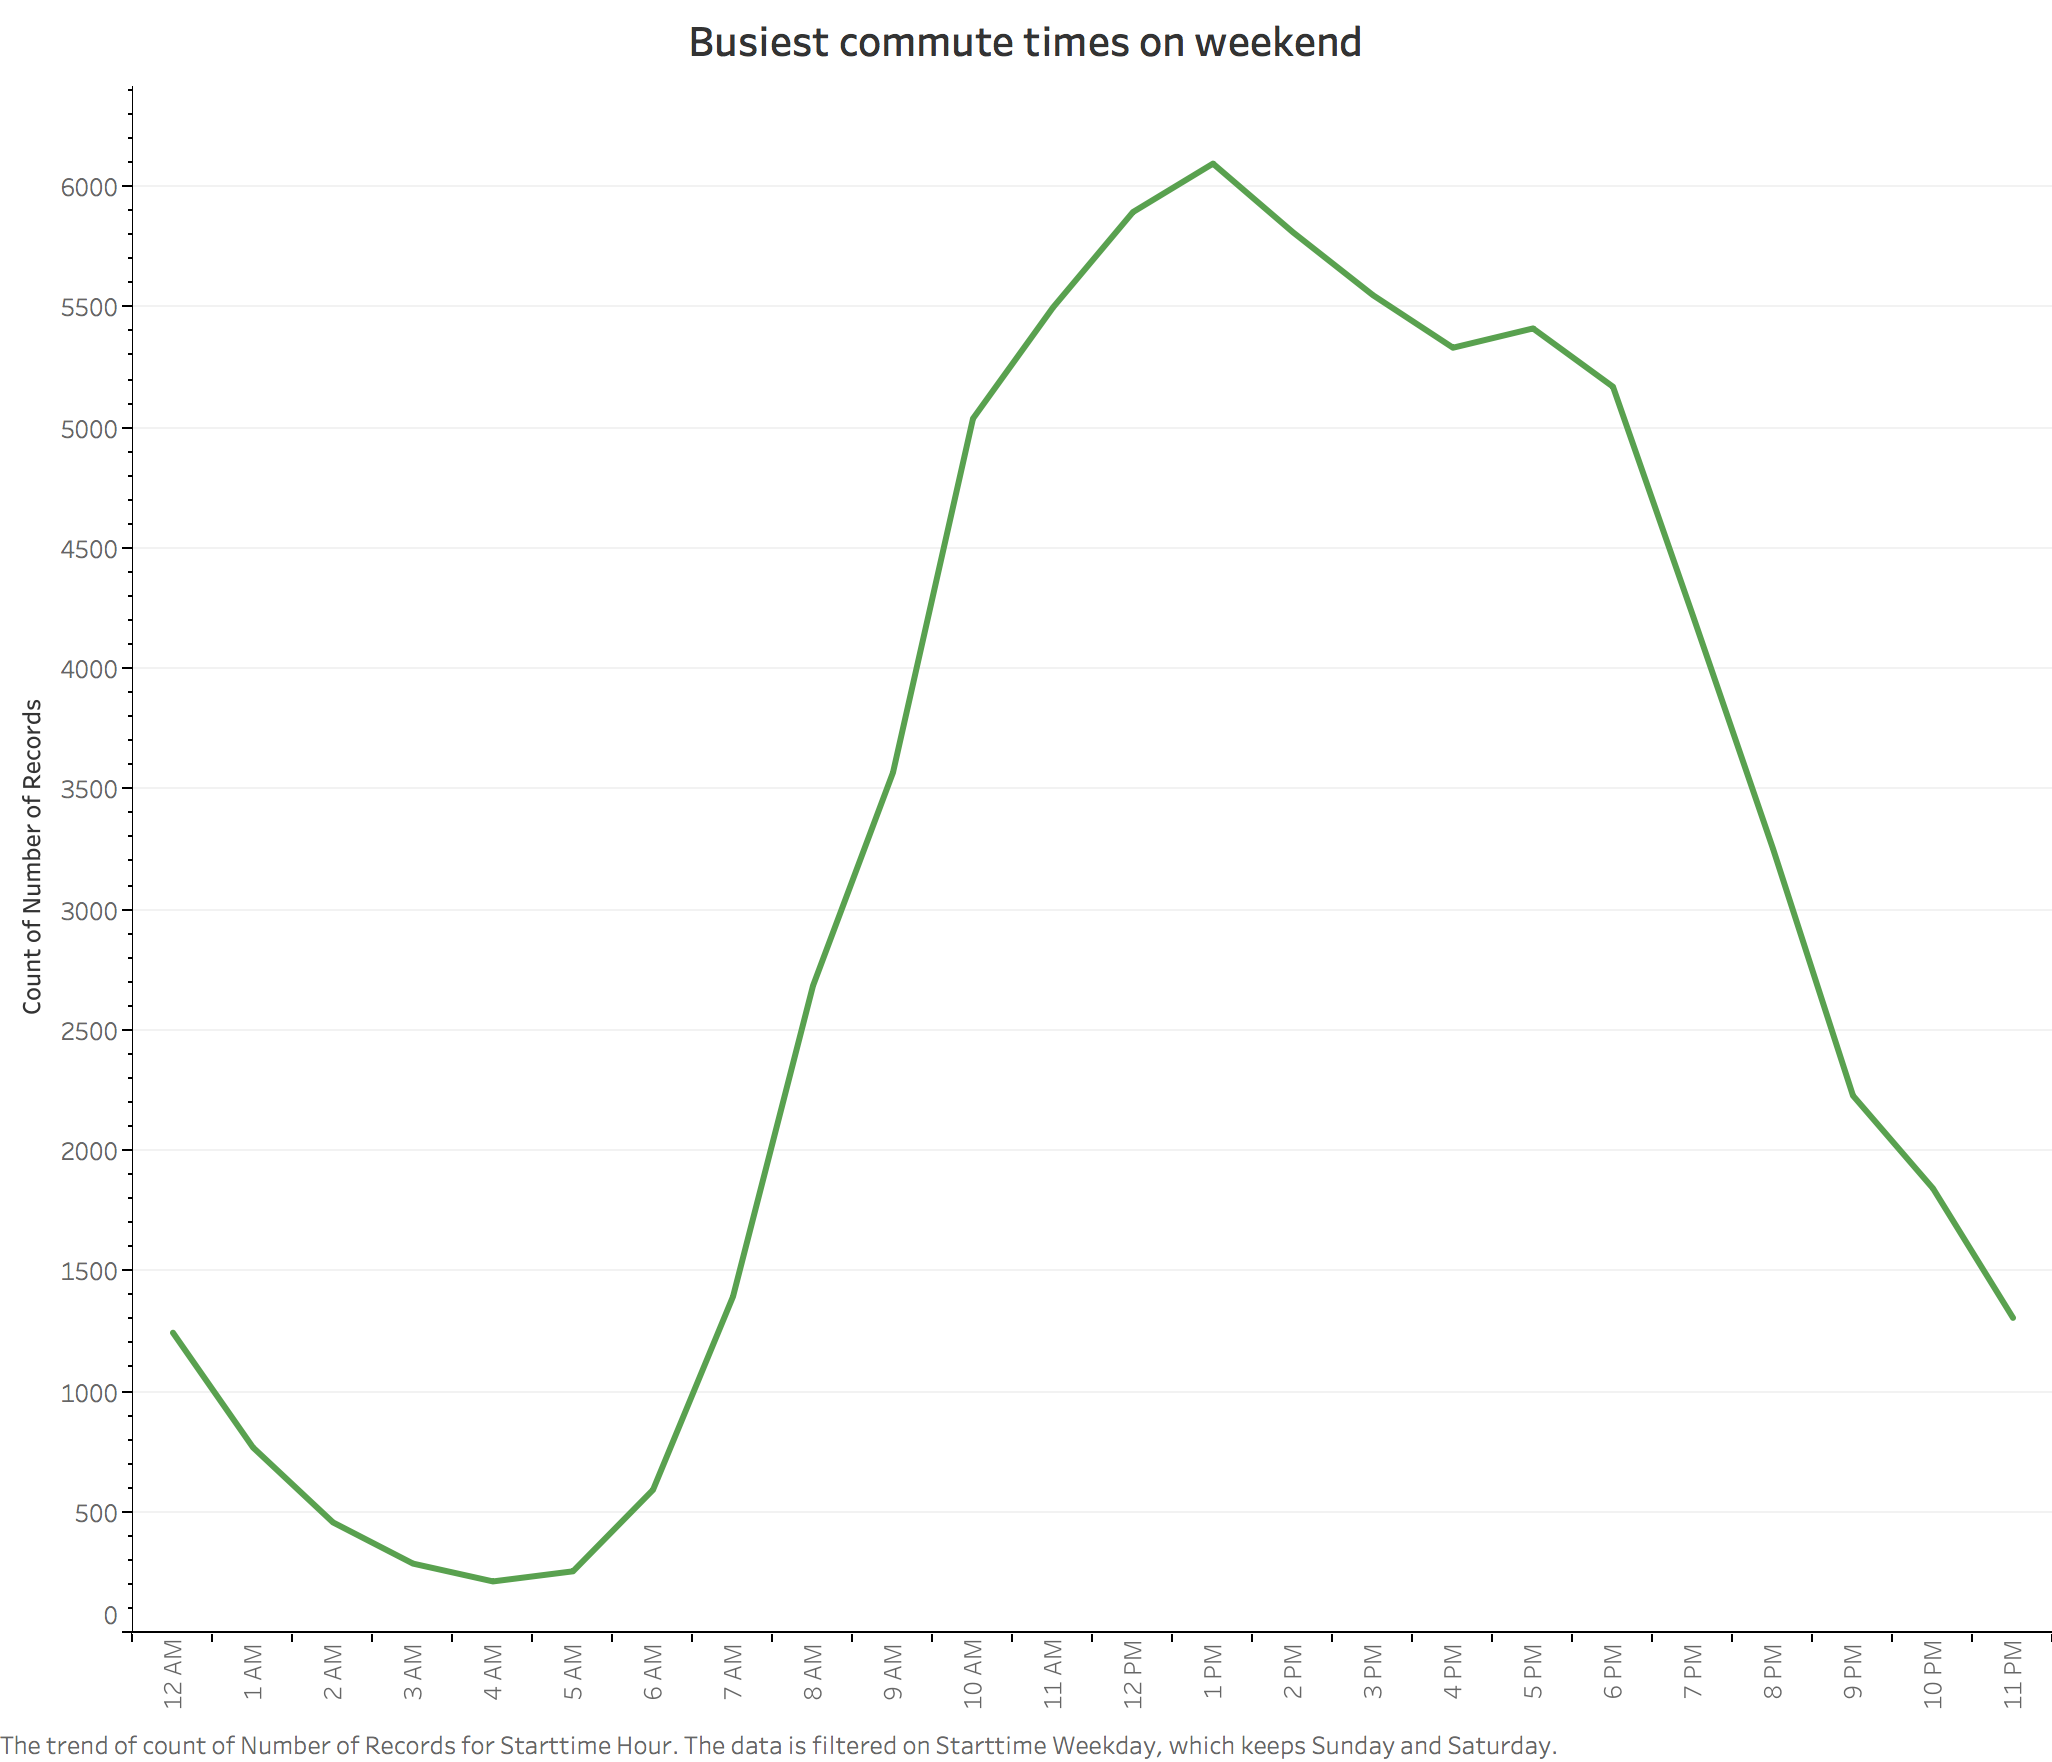 Busiest commute times on weekend
Count of Number of Records
6000
5500
5000
4500
4000
3500
3000
2500
2000
1500
1000
500
0
12 AM
1 AM
2 AM
3 AM
4 AM
5 AM
6 AM
7 AM
8 AM
9 AM
10 AM
11 AM
12 PM
1 PM
2 PM
3 PM
4 PM
5 PM
6 PM
7 PM
8 PM
9 PM
10 PM
11 PM
The trend of count of Number of Records for Starttime Hour. The data is filtered on Starttime Weekday, which keeps Sunday and Saturday.